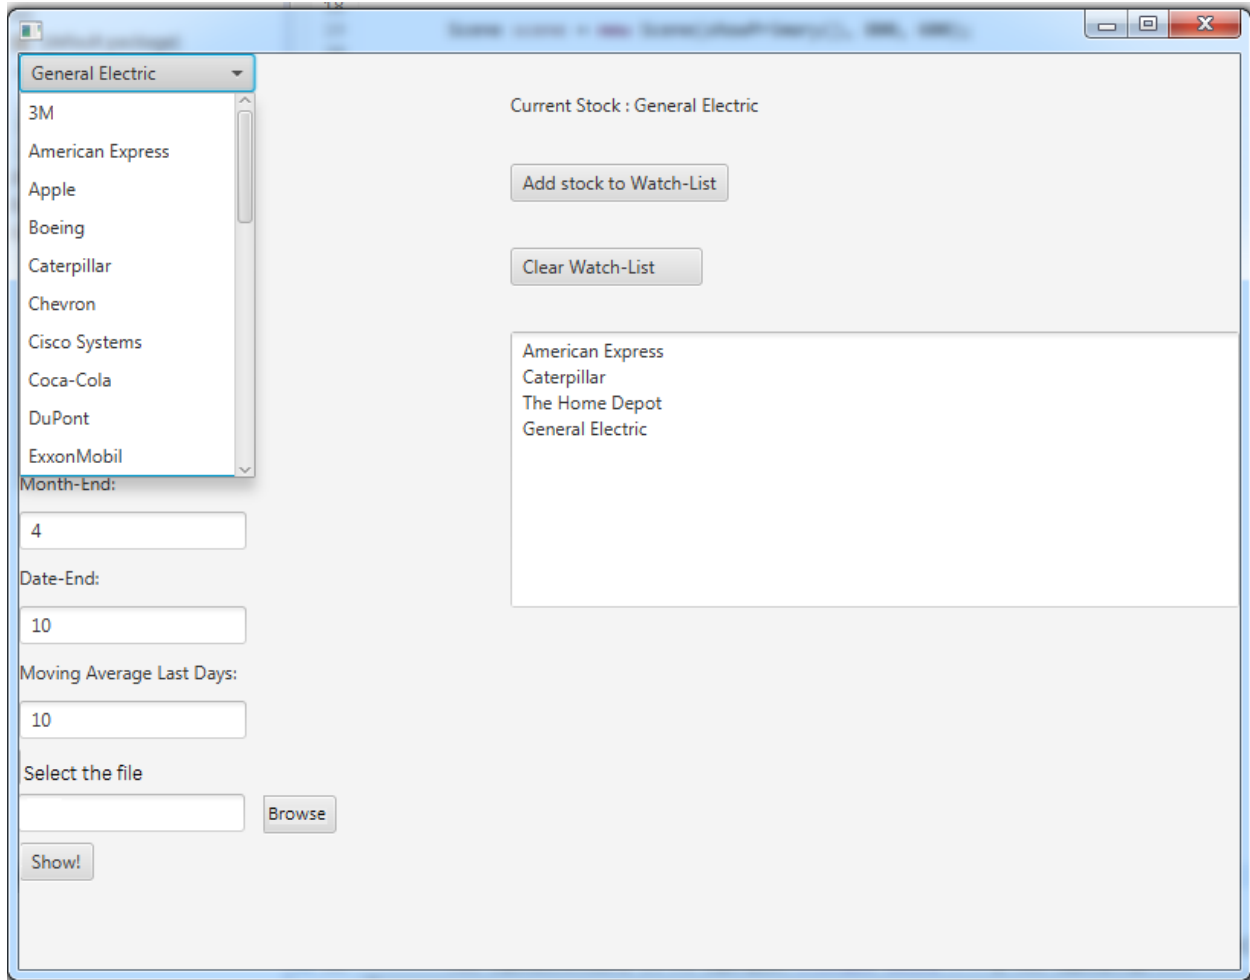 18
General Electric
3M
American Express
Apple
Boeing
Caterpillar
Chevron
Cisco Systems
Coca-Cola
DuPont
ExxonMobil
Month-End:
4
Date-End:
10
Moving Average Last Days:
10
Select the file
Browse
Show!
Current Stock : General Electric
Add stock to Watch-List
Clear Watch-List
American Express
Caterpillar
The Home Depot
General Electric